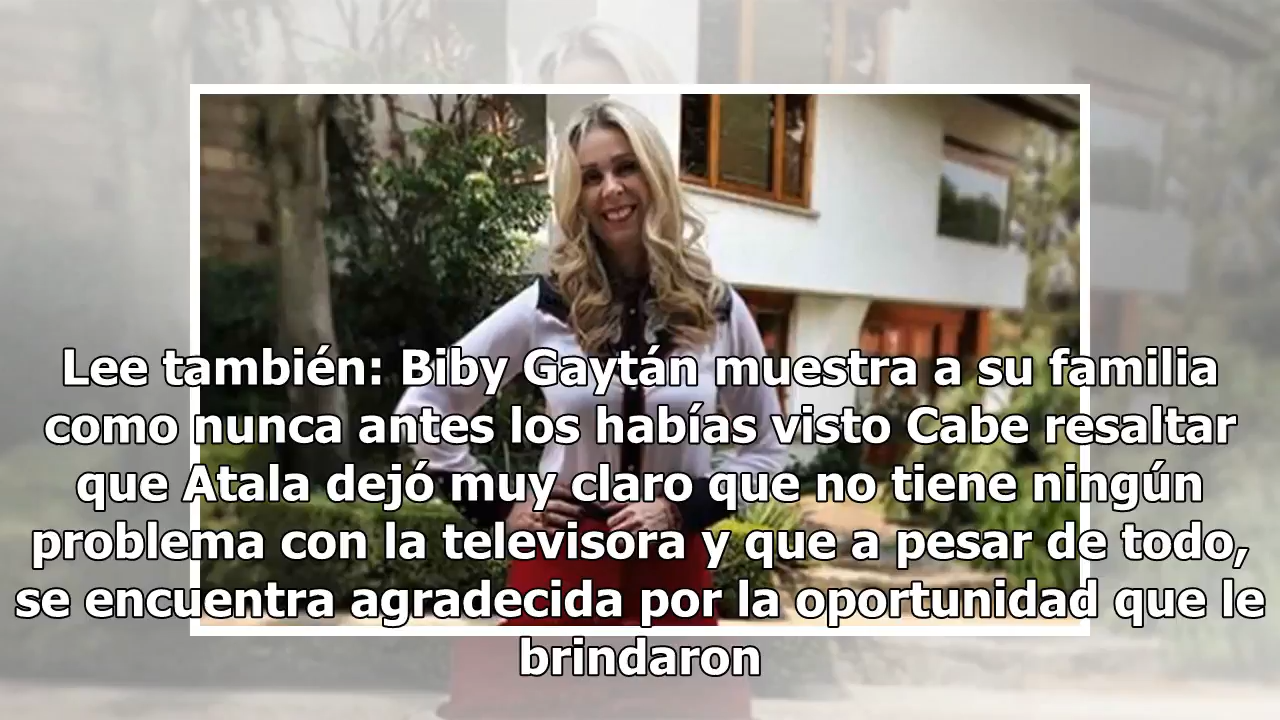 Lee también: Biby Gaytán muestra a su familia
como nunca antes los habías visto Cabe resaltar
que Atala dejó muy claro que no tiene ningún
problema con la televisora y que a pesar de todo,
se encuentra agradecida por la oportunidad que le
brindaron